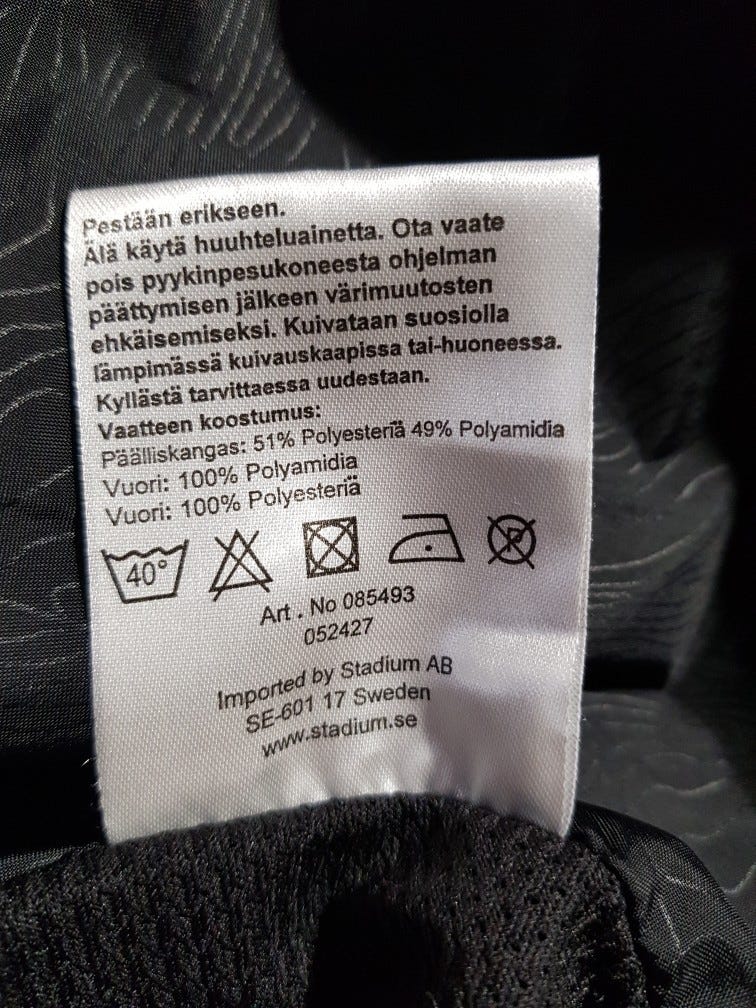 Pestään erikseen.
Älä käytä huuhteluainetta. Ota vaate
pois pyykinpesukoneesta ohjelman
päättymisen jälkeen värimuutosten
ehkäisemiseksi. Kuivataan suosiolla
lämpimässä kuivauskaapissa tai-huoneessa.
Kyllästä tarvittaessa uudestaan.
Vaatteen koostumus:
Päälliskangas: 51% Polyesteriä 49% Polyamidia
Vuori: 100% Polyamidia
Vuori: 100% Polyesteriä
40° P
Art . No 085493
052427
Imported by Stadium AB
SE-601 17 Sweden
www.stadium.se